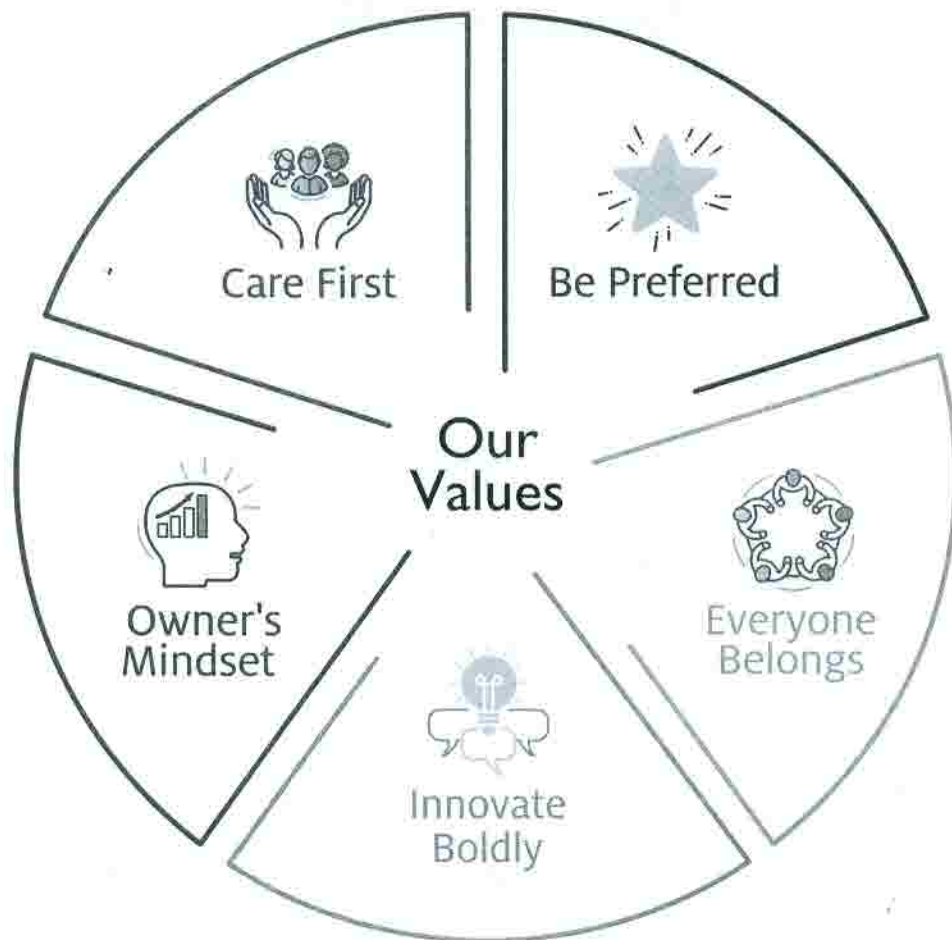 Care First
Be Preferred
Our
Values
Owner's
Mindset
Everyone
Belongs
Innovate
Boldly